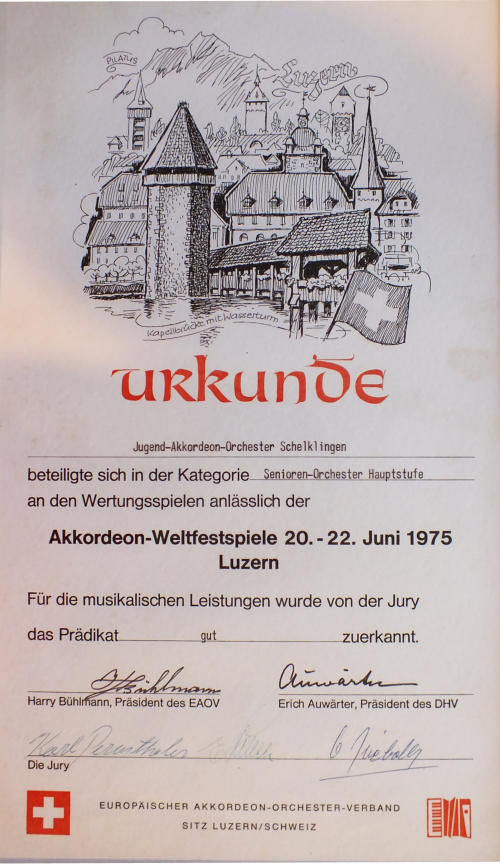 PILATUS
Luzern
Kapellbrücke mit Wasserturm
urkunde
Jugend-Akkordeon-Orchester Schelklingen
beteiligte sich in der Kategorie Senioren-Orchester Hauptstufe
an den Wertungsspielen anlässlich der
Akkordeon-Weltfestspiele 20.-22. Juni 1975
Luzern
Für die musikalischen Leistungen wurde von der Jury
das Prädikat gut zuerkannt.
Bühlmann Auwärter
Harry Bühlmann, Präsident des EAOV Erich Auwärter, Präsident des DHV
Karl
Die Jury
EUROPÄISCHER AKKORDEON-ORCHESTER-VERBAND
SITZ LUZERN/SCHWEIZ